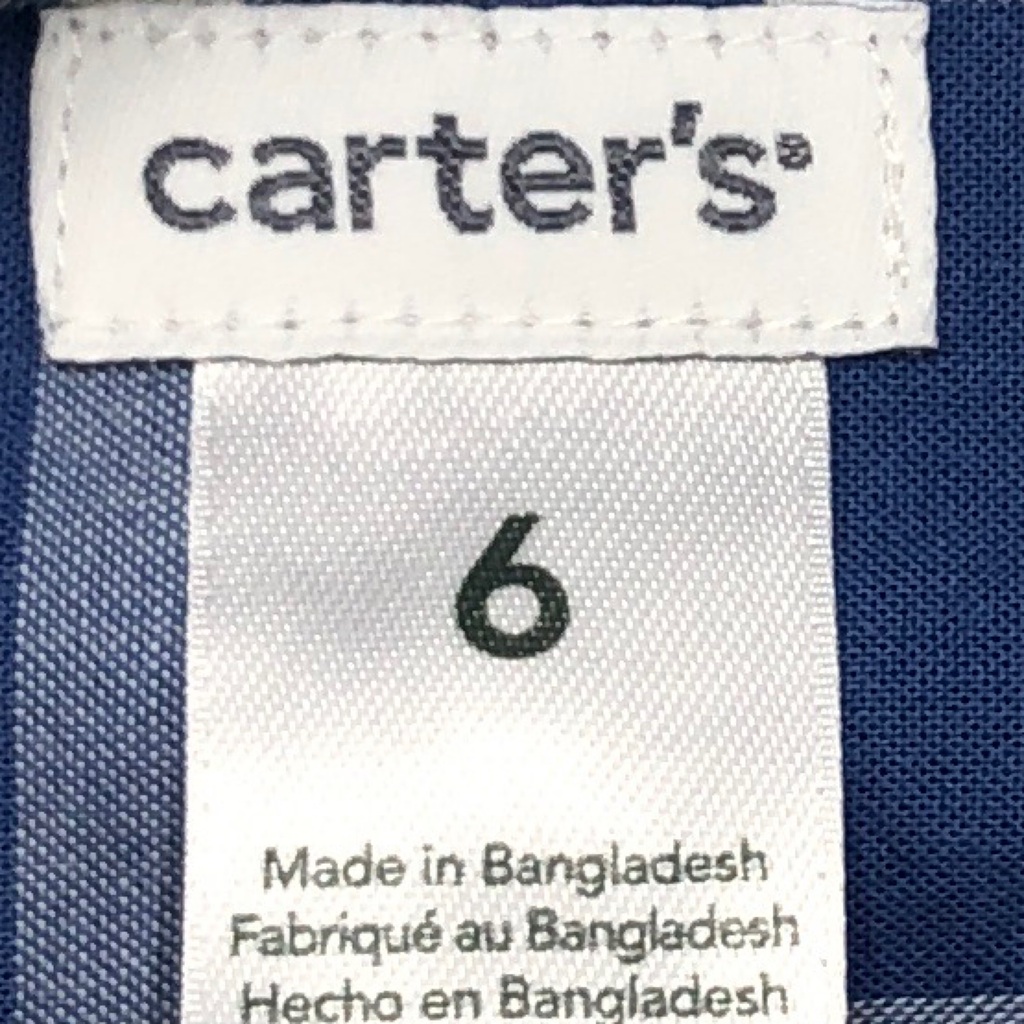 carter's®
6
Made in Bangladesh
Fabriqué au Bangladesh
Hecho en Bangladesh